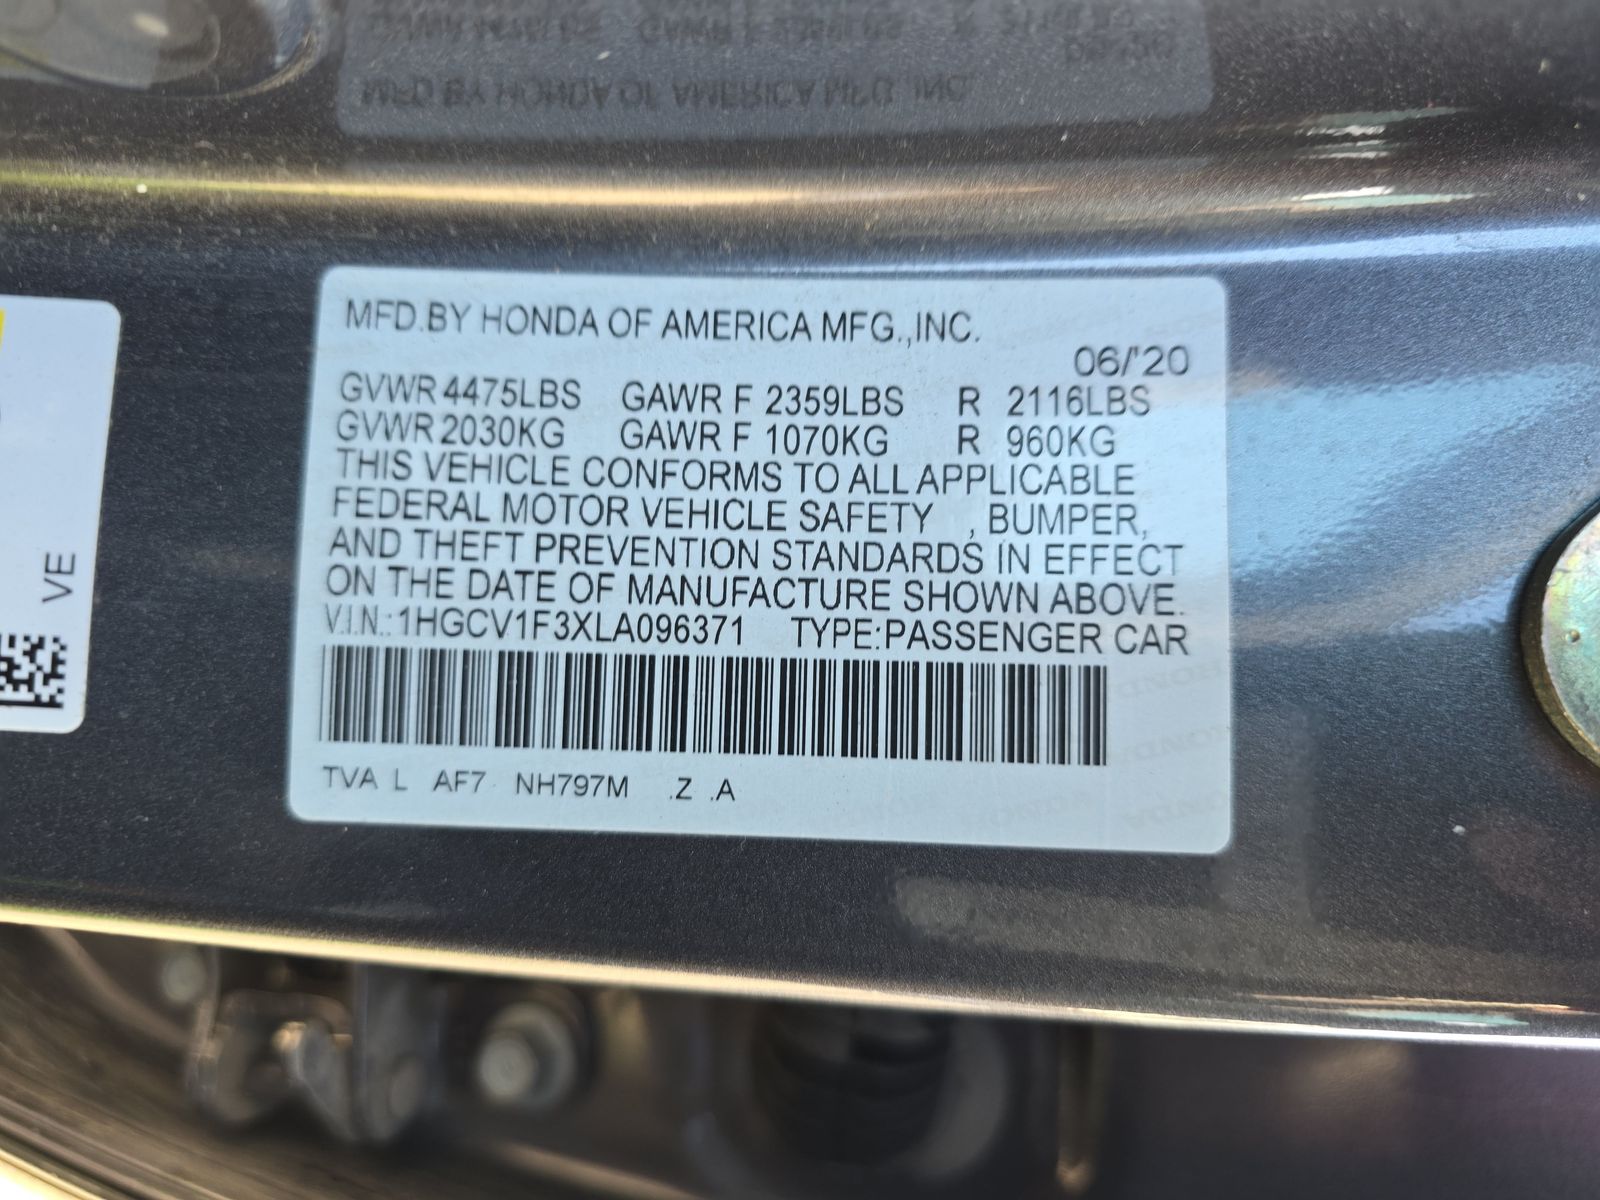 MFD.BY HONDA OF AMERICA MFG.,INC.
06/'20
GVWR 4475LBS GAWR F 2359LBS R 2116LBS
GVWR 2030KG GAWR F 1070KG R 960KG
THIS VEHICLE CONFORMS TO ALL APPLICABLE
FEDERAL MOTOR VEHICLE SAFETY , BUMPER,
AND THEFT PREVENTION STANDARDS IN EFFECT
ON THE DATE OF MANUFACTURE SHOWN ABOVE.
V.I.N.:1HGCV1F3XLA096371 TYPE:PASSENGER CAR
TVA L AF7 NH797M .Z .A
VE